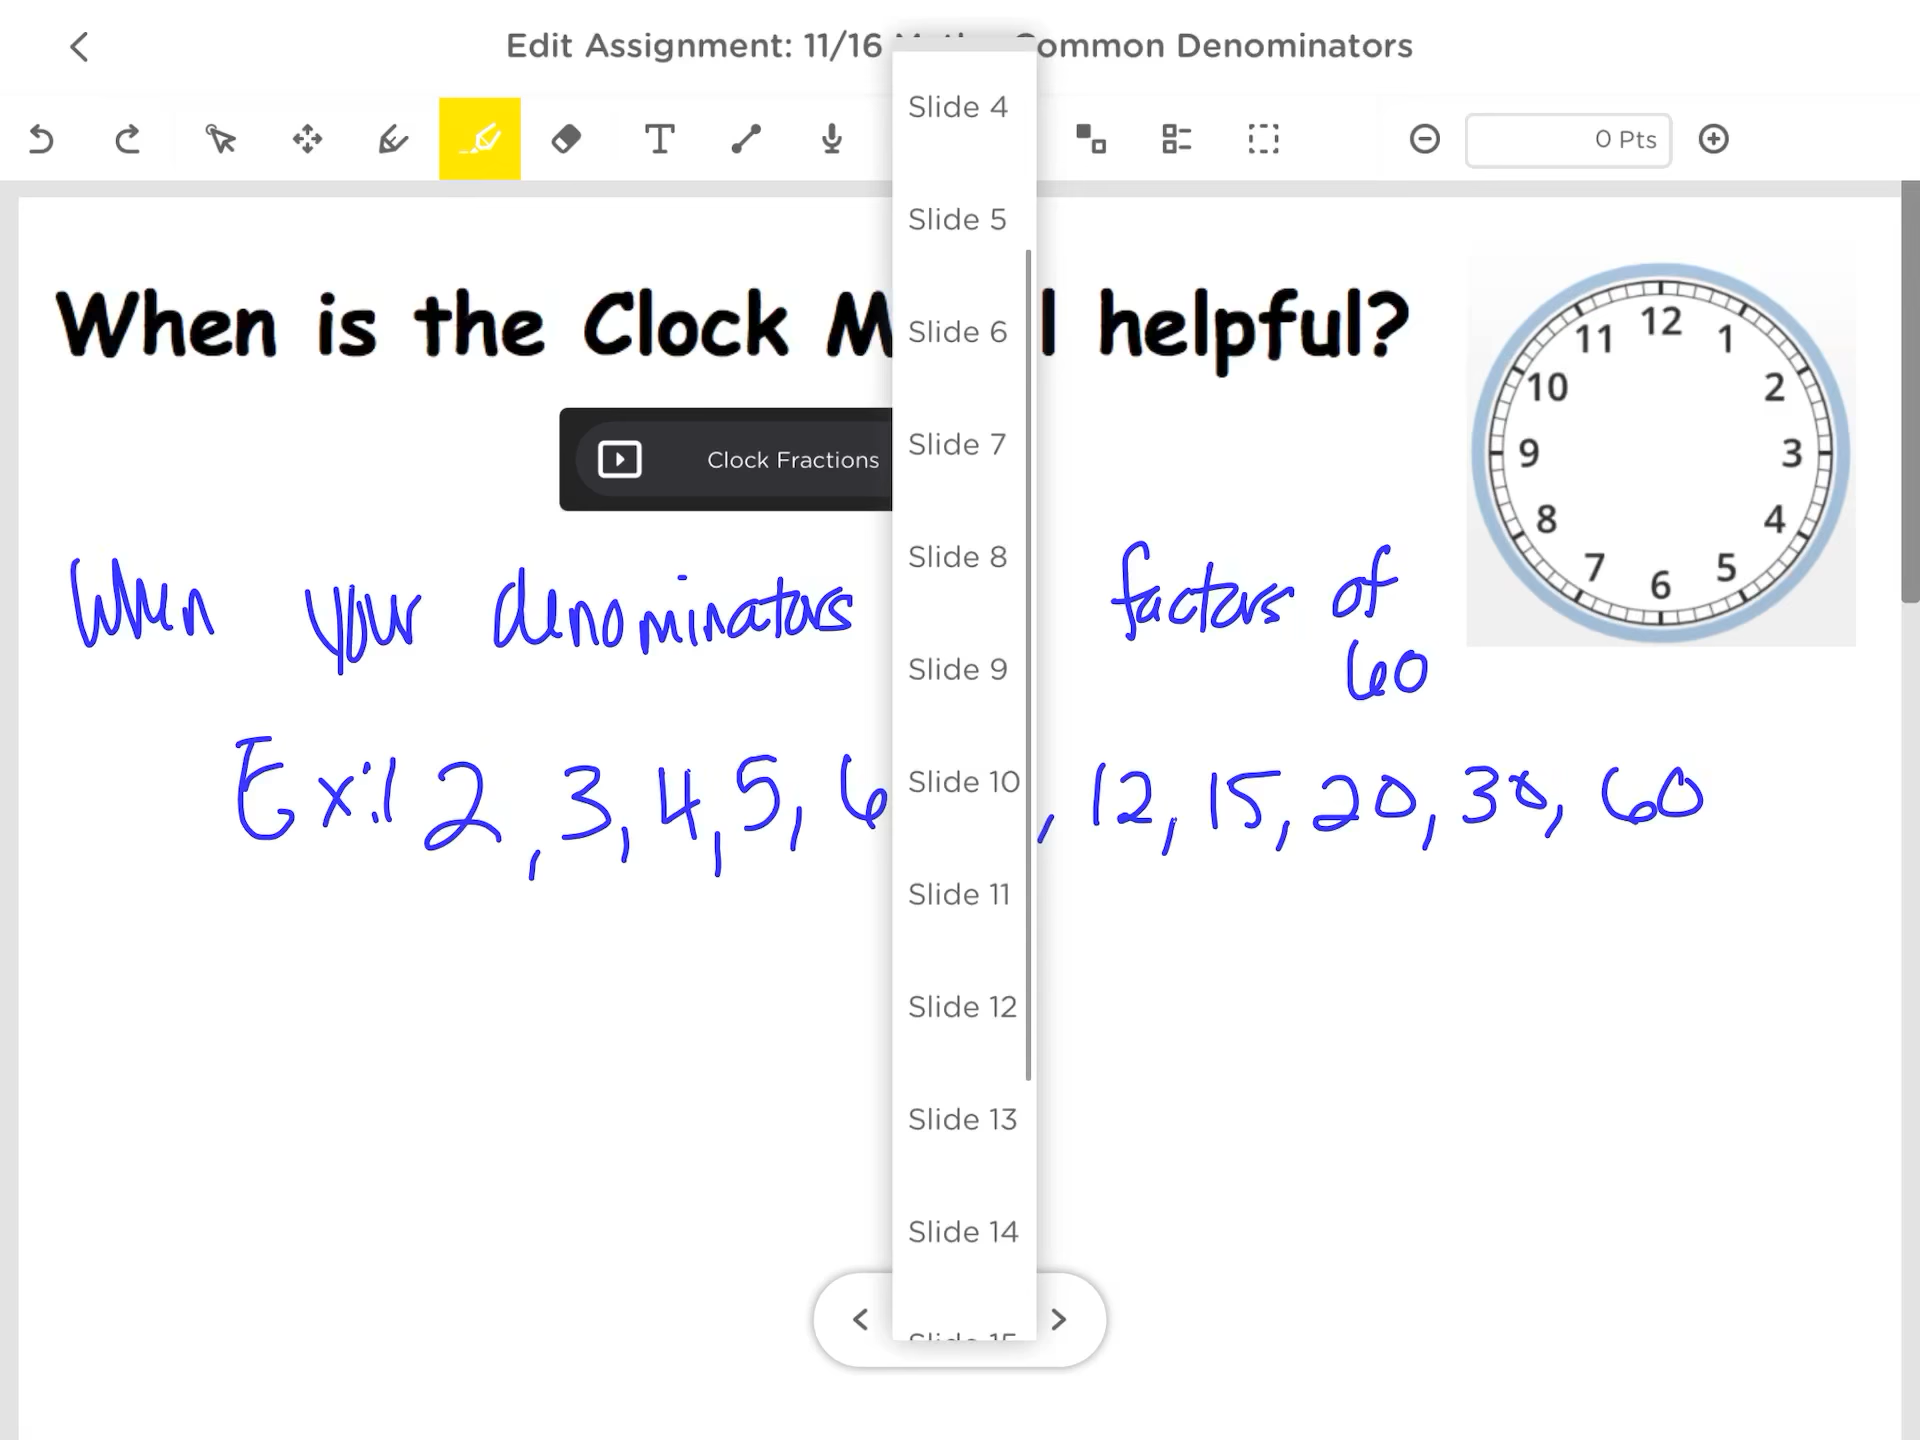 Edit Assignment: 11/16 Common Denominators
0 Pts
Slide 4
Slide 5
Slide 6
Slide 7
Slide 8
Slide 9
Slide 10
Slide 11
Slide 12
Slide 13
Slide 14
Slide 15
When is the Clock M l helpful?
Clock Fractions
12 1 2 3 4 5 6 7 8 9 10 11
When your denominators factors of
60
Ex: 2, 3, 4, 5, 6 , 12, 15, 20, 30, 60